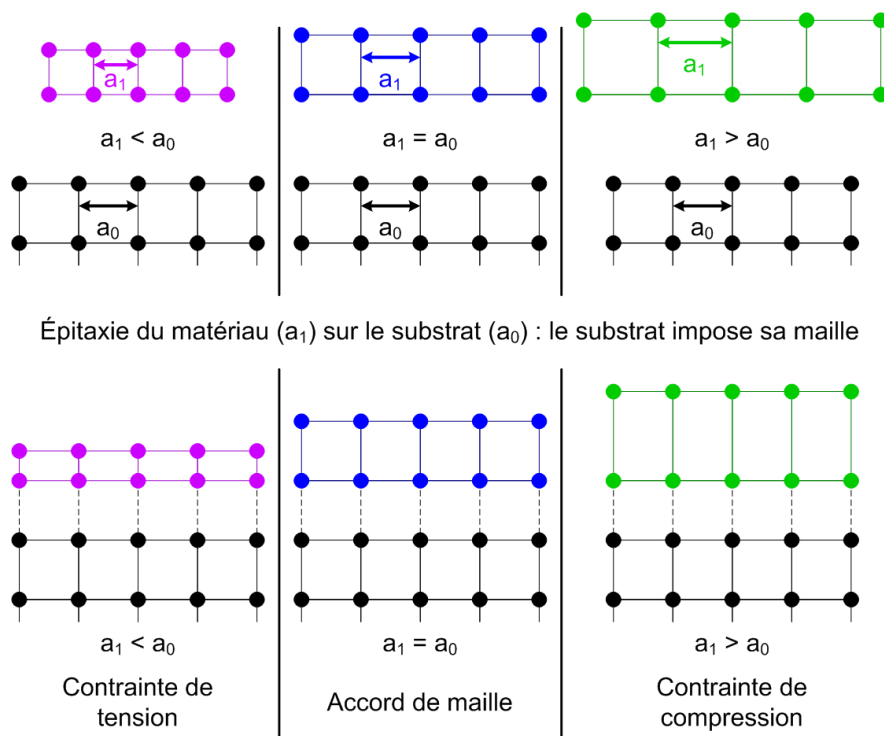 a₁
a₁
a₁
a₁ < a₀
a₁ = a₀
a₁ > a₀
a₀
a₀
a₀
Épitaxie du matériau (a₁) sur le substrat (a₀) : le substrat impose sa maille
a₁ < a₀
a₁ = a₀
a₁ > a₀
Contrainte de
tension
Accord de maille
Contrainte de
compression